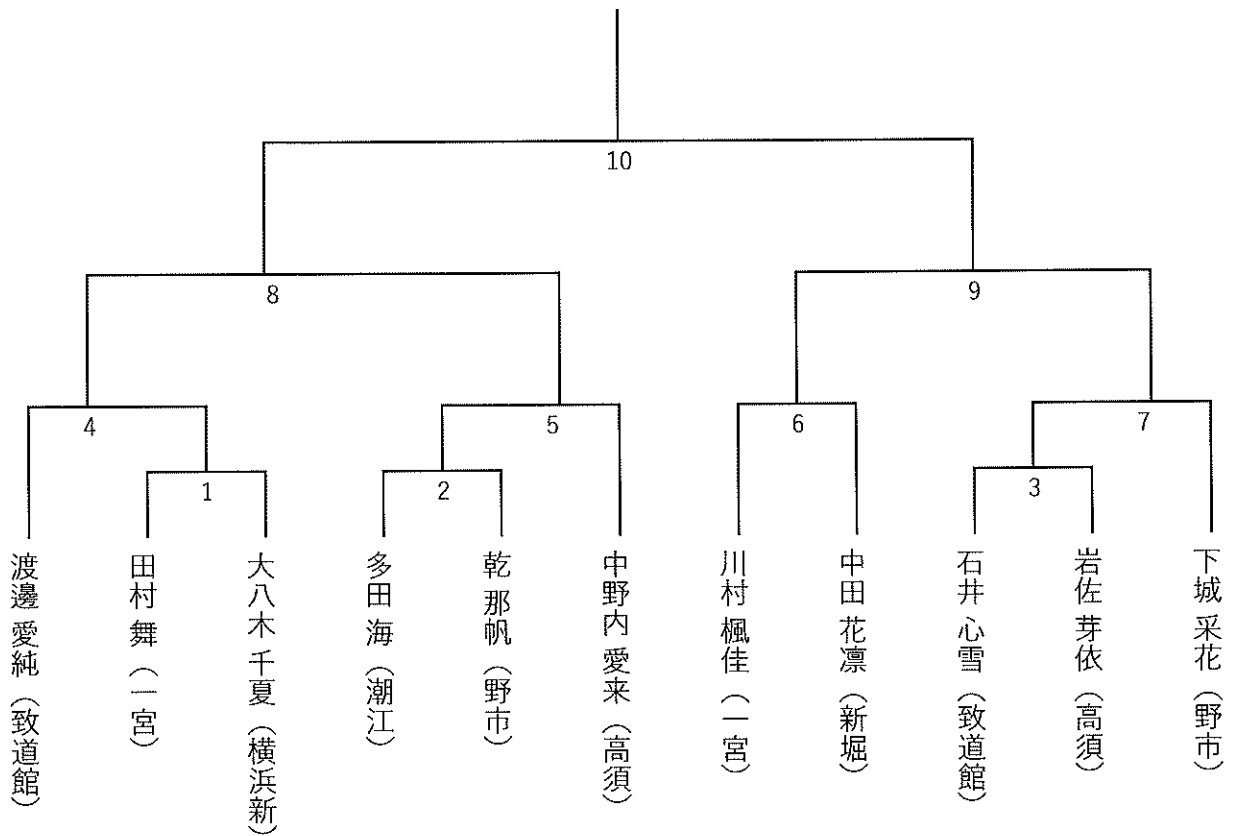 10
8
9
4
5
6
7
1
2
3
渡邊 愛純 （致道館）
田村 舞 （一宮）
大八木 千夏 （横浜新）
多田 海 （潮江）
乾 那帆 （野市）
中野内 愛来 （高須）
川村 楓佳 （一宮）
中田 花凛 （新堀）
石井 心雪 （致道館）
岩佐 芽依 （高須）
下城 采花 （野市）